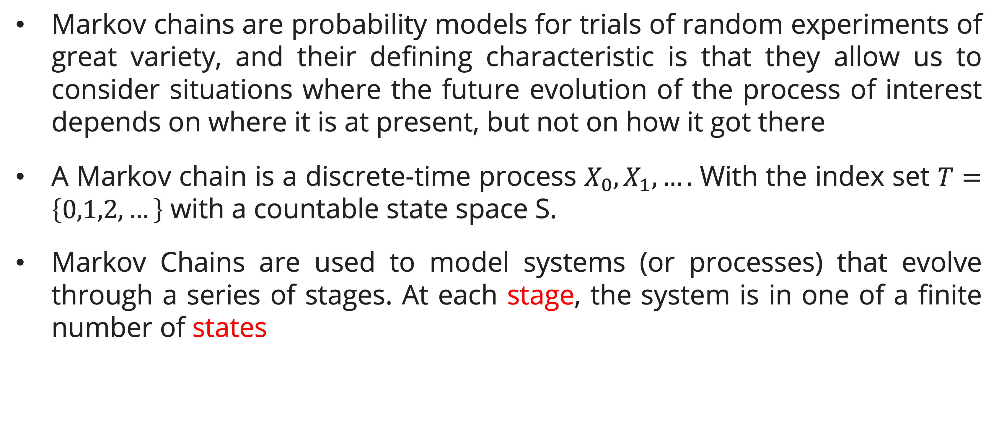 • Markov chains are probability models for trials of random experiments of
great variety, and their defining characteristic is that they allow us to
consider situations where the future evolution of the process of interest
depends on where it is at present, but not on how it got there
• A Markov chain is a discrete-time process X₀, X₁, … . With the index set T =
{0,1,2, … } with a countable state space S.
• Markov Chains are used to model systems (or processes) that evolve
through a series of stages. At each stage, the system is in one of a finite
number of states